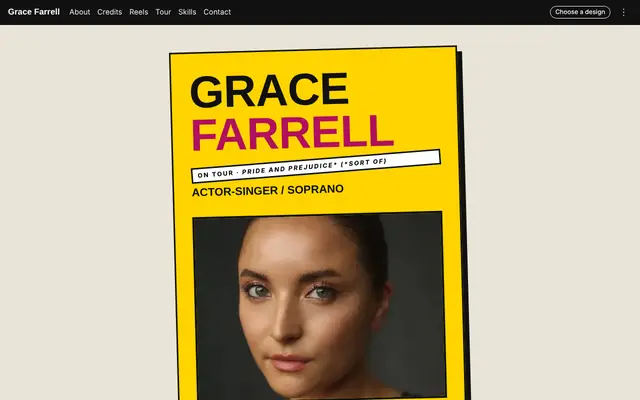 Grace Farrell
About Credits Reels Tour Skills Contact
Choose a design
GRACE
FARRELL
ON TOUR · PRIDE AND PREJUDICE* (*SORT OF)
ACTOR-SINGER / SOPRANO